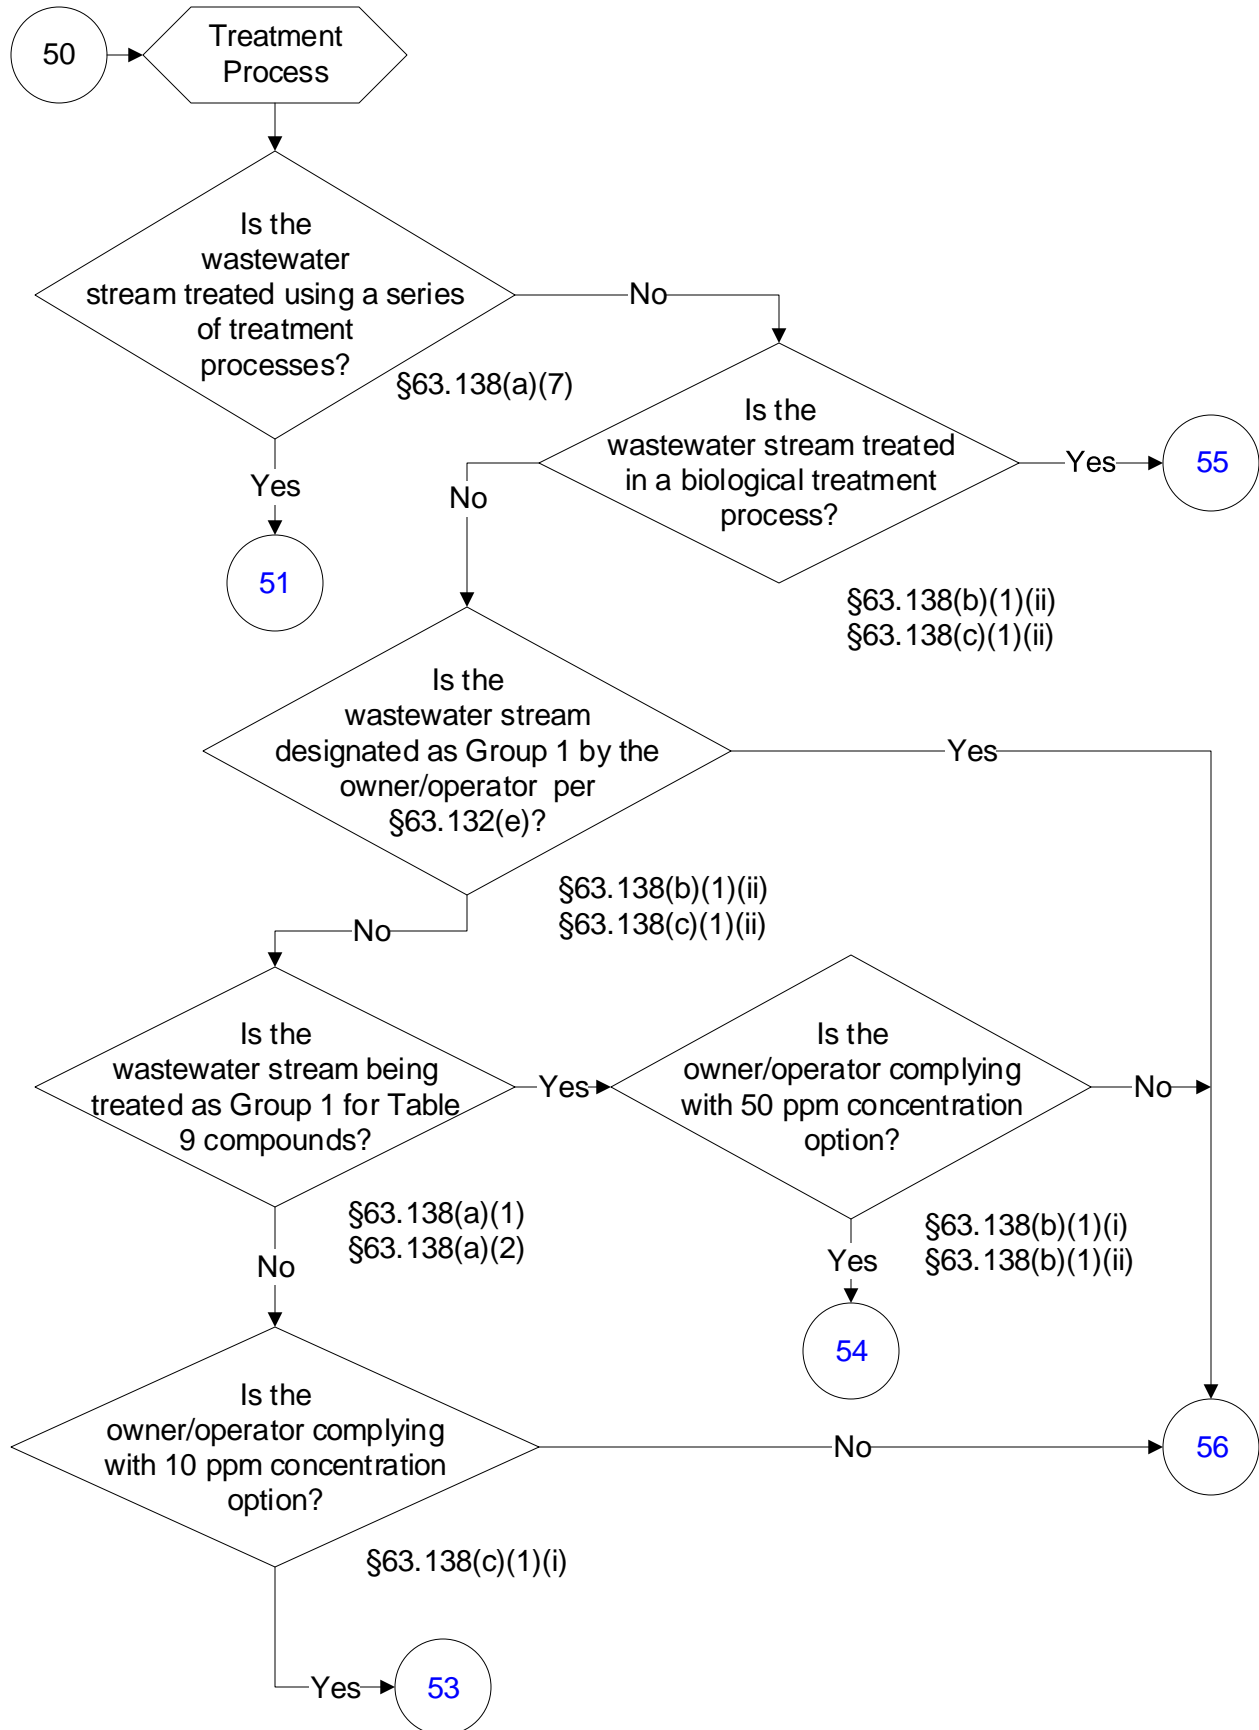 50
Treatment
Process
Is the
wastewater
stream treated using a series
of treatment
processes?
No
§63.138(a)(7)
Yes
51
Is the
wastewater stream treated
in a biological treatment
process?
Yes
55
No
§63.138(b)(1)(ii)
§63.138(c)(1)(ii)
Is the
wastewater stream
designated as Group 1 by the
owner/operator per
§63.132(e)?
Yes
§63.138(b)(1)(ii)
§63.138(c)(1)(ii)
No
Is the
wastewater stream being
treated as Group 1 for Table
9 compounds?
Yes
§63.138(a)(1)
§63.138(a)(2)
No
Is the
owner/operator complying
with 50 ppm concentration
option?
No
§63.138(b)(1)(i)
§63.138(b)(1)(ii)
Yes
54
Is the
owner/operator complying
with 10 ppm concentration
option?
No
56
§63.138(c)(1)(i)
Yes
53